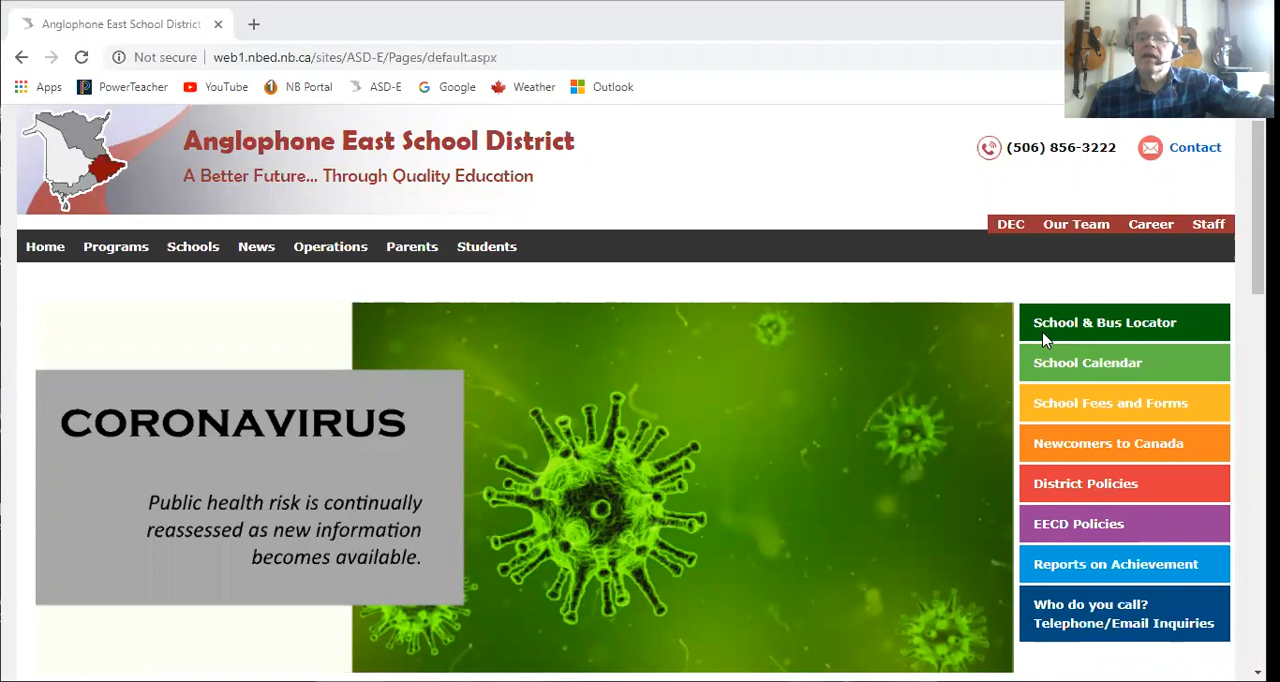 Anglophone East School District
Not secure | web1.nbed.nb.ca/sites/ASD-E/Pages/default.aspx
Apps PowerTeacher YouTube NB Portal ASD-E Google Weather Outlook
Anglophone East School District
A Better Future... Through Quality Education
(506) 856-3222 Contact
DEC Our Team Career Staff
Home Programs Schools News Operations Parents Students
CORONAVIRUS
Public health risk is continually
reassessed as new information
becomes available.
School & Bus Locator
School Calendar
School Fees and Forms
Newcomers to Canada
District Policies
EECD Policies
Reports on Achievement
Who do you call?
Telephone/Email Inquiries